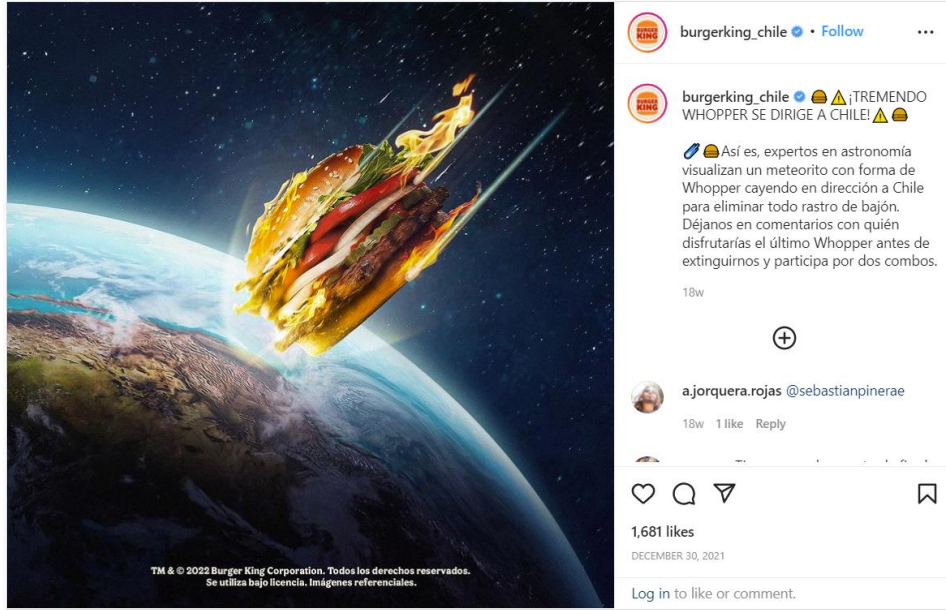 burgerking_chile • Follow
BURGER KING
burgerking_chile ¡TREMENDO
WHOPPER SE DIRIGE A CHILE!
Así es, expertos en astronomía
visualizan un meteorito con forma de
Whopper cayendo en dirección a Chile
para eliminar todo rastro de bajón.
Déjanos en comentarios con quién
disfrutarías el último Whopper antes de
extinguirnos y participa por dos combos.
18w
a.jorquera.rojas @sebastianpinerae
18w 1 like Reply
1,681 likes
DECEMBER 30, 2021
Log in to like or comment.
TM & © 2022 Burger King Corporation. Todos los derechos reservados.
Se utiliza bajo licencia. Imágenes referenciales.